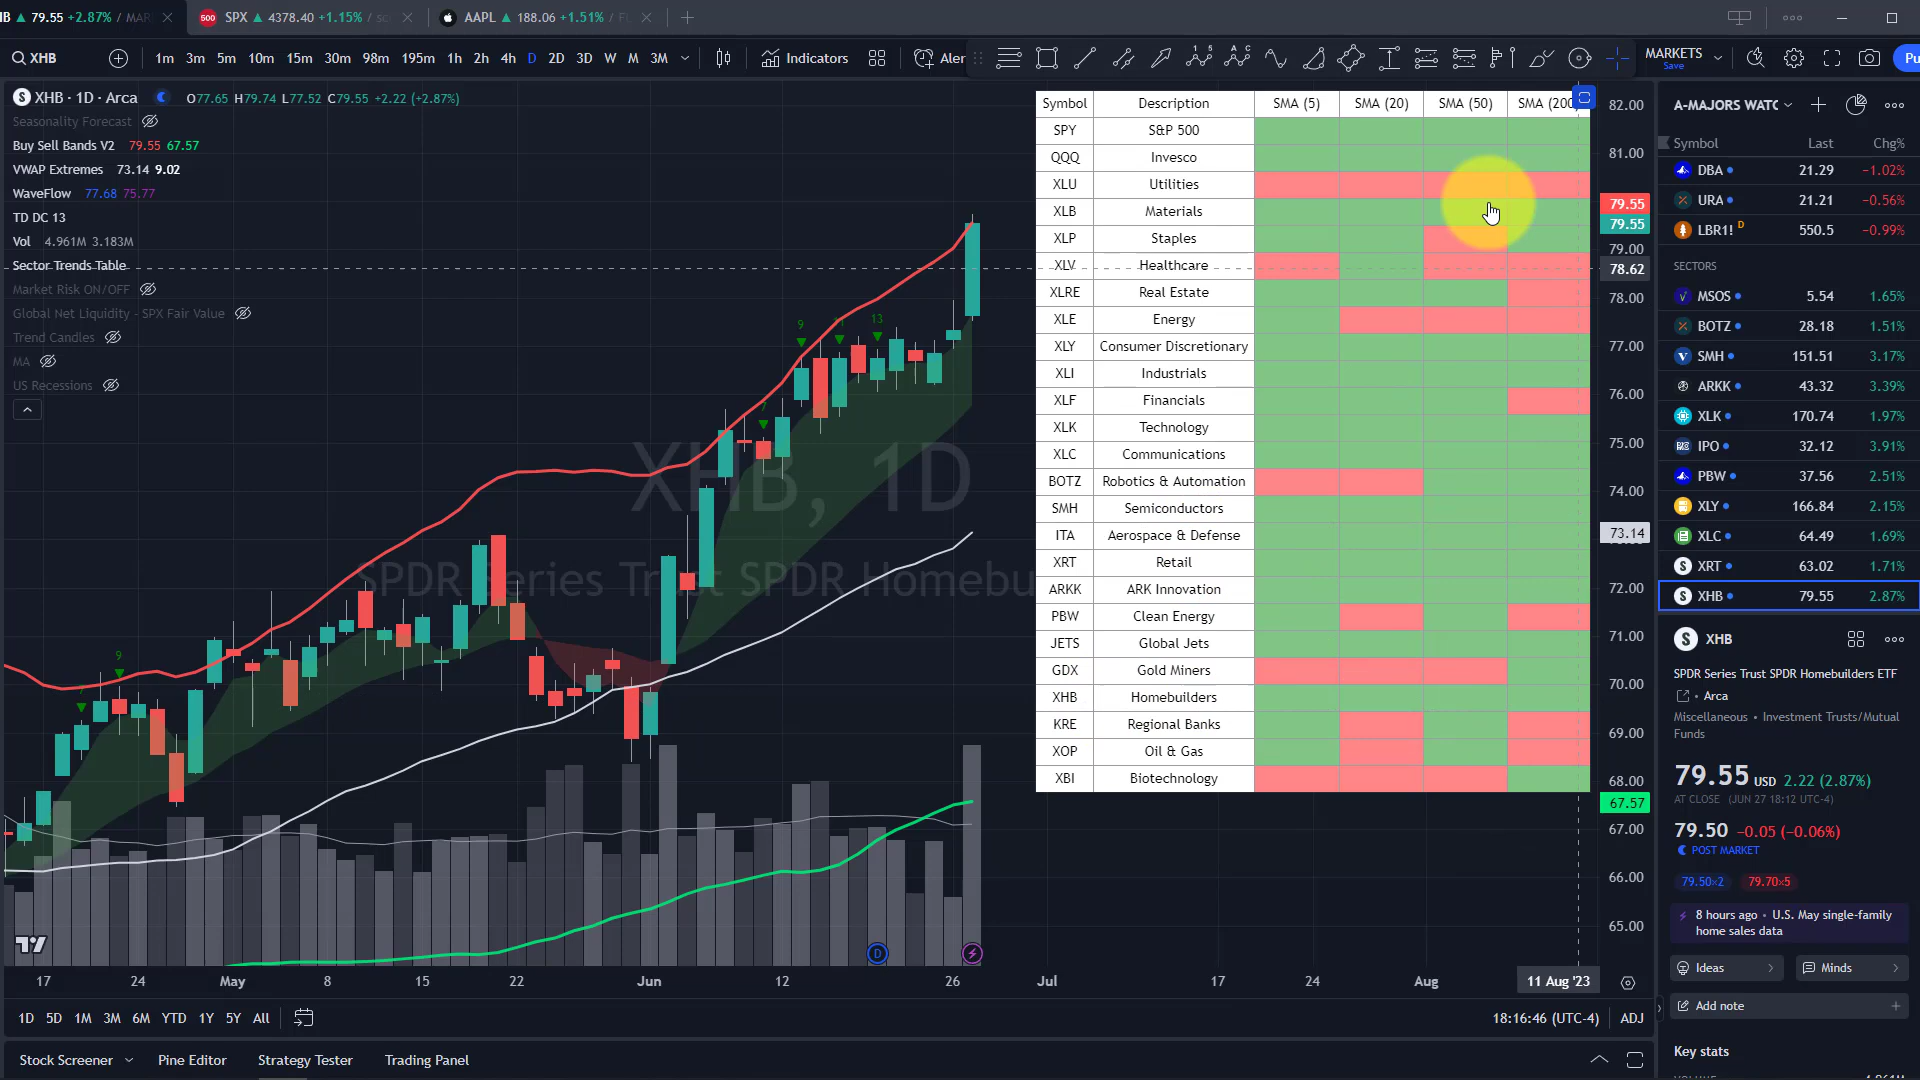 HB ▲ 79.55 +2.87% / MAR
500 SPX ▲ 4378.40 +1.15% /
AAPL ▲ 188.06 +1.51% /
XHB
1m 3m 5m 10m 15m 30m 98m 195m 1h 2h 4h D 2D 3D W M 3M
Indicators
Aler
MARKETS
Save
Pu
XHB · 1D · Arca
O77.65 H79.74 L77.52 C79.55 +2.22 (+2.87%)
Seasonality Forecast
Buy Sell Bands V2 79.55 67.57
VWAP Extremes 73.14 9.02
WaveFlow 77.68 75.77
TD DC 13
Vol 4.961M 3.183M
Sector Trends Table
Market Risk ON/OFF
Global Net Liquidity - SPX Fair Value
Trend Candles
MA
US Recessions
XHB, 1D
SPDR Series Trust SPDR Homebu
9
9
13
Symbol Description SMA (5) SMA (20) SMA (50) SMA (200
SPY S&P 500
QQQ Invesco
XLU Utilities
XLB Materials
XLP Staples
XLV Healthcare
XLRE Real Estate
XLE Energy
XLY Consumer Discretionary
XLI Industrials
XLF Financials
XLK Technology
XLC Communications
BOTZ Robotics & Automation
SMH Semiconductors
ITA Aerospace & Defense
XRT Retail
ARKK ARK Innovation
PBW Clean Energy
JETS Global Jets
GDX Gold Miners
XHB Homebuilders
KRE Regional Banks
XOP Oil & Gas
XBI Biotechnology
82.00
81.00
79.55
79.55
79.00
78.62
78.00
77.00
76.00
75.00
74.00
73.14
72.00
71.00
70.00
69.00
68.00
67.57
67.00
66.00
65.00
D
17 24 May 8 15 22 Jun 12 26 Jul 17 24 Aug 11 Aug '23
1D 5D 1M 3M 6M YTD 1Y 5Y All
18:16:46 (UTC-4) ADJ
Stock Screener Pine Editor Strategy Tester Trading Panel
A-MAJORS WATC
Symbol Last Chg%
DBA 21.29 −1.02%
URA 21.21 −0.56%
LBR1! D 550.5 −0.99%
SECTORS
MSOS 5.54 1.65%
BOTZ 28.18 1.51%
SMH 151.51 3.17%
ARKK 43.32 3.39%
XLK 170.74 1.97%
IPO 32.12 3.91%
PBW 37.56 2.51%
XLY 166.84 2.15%
XLC 64.49 1.69%
XRT 63.02 1.71%
XHB 79.55 2.87%
XHB
SPDR Series Trust SPDR Homebuilders ETF
• Arca
Miscellaneous • Investment Trusts/Mutual
Funds
79.55 USD 2.22 (2.87%)
AT CLOSE (JUN 27 18:12 UTC-4)
79.50 −0.05 (−0.06%)
POST MARKET
79.50×2 79.70×5
8 hours ago • U.S. May single-family
home sales data
Ideas
Minds
Add note
Key stats